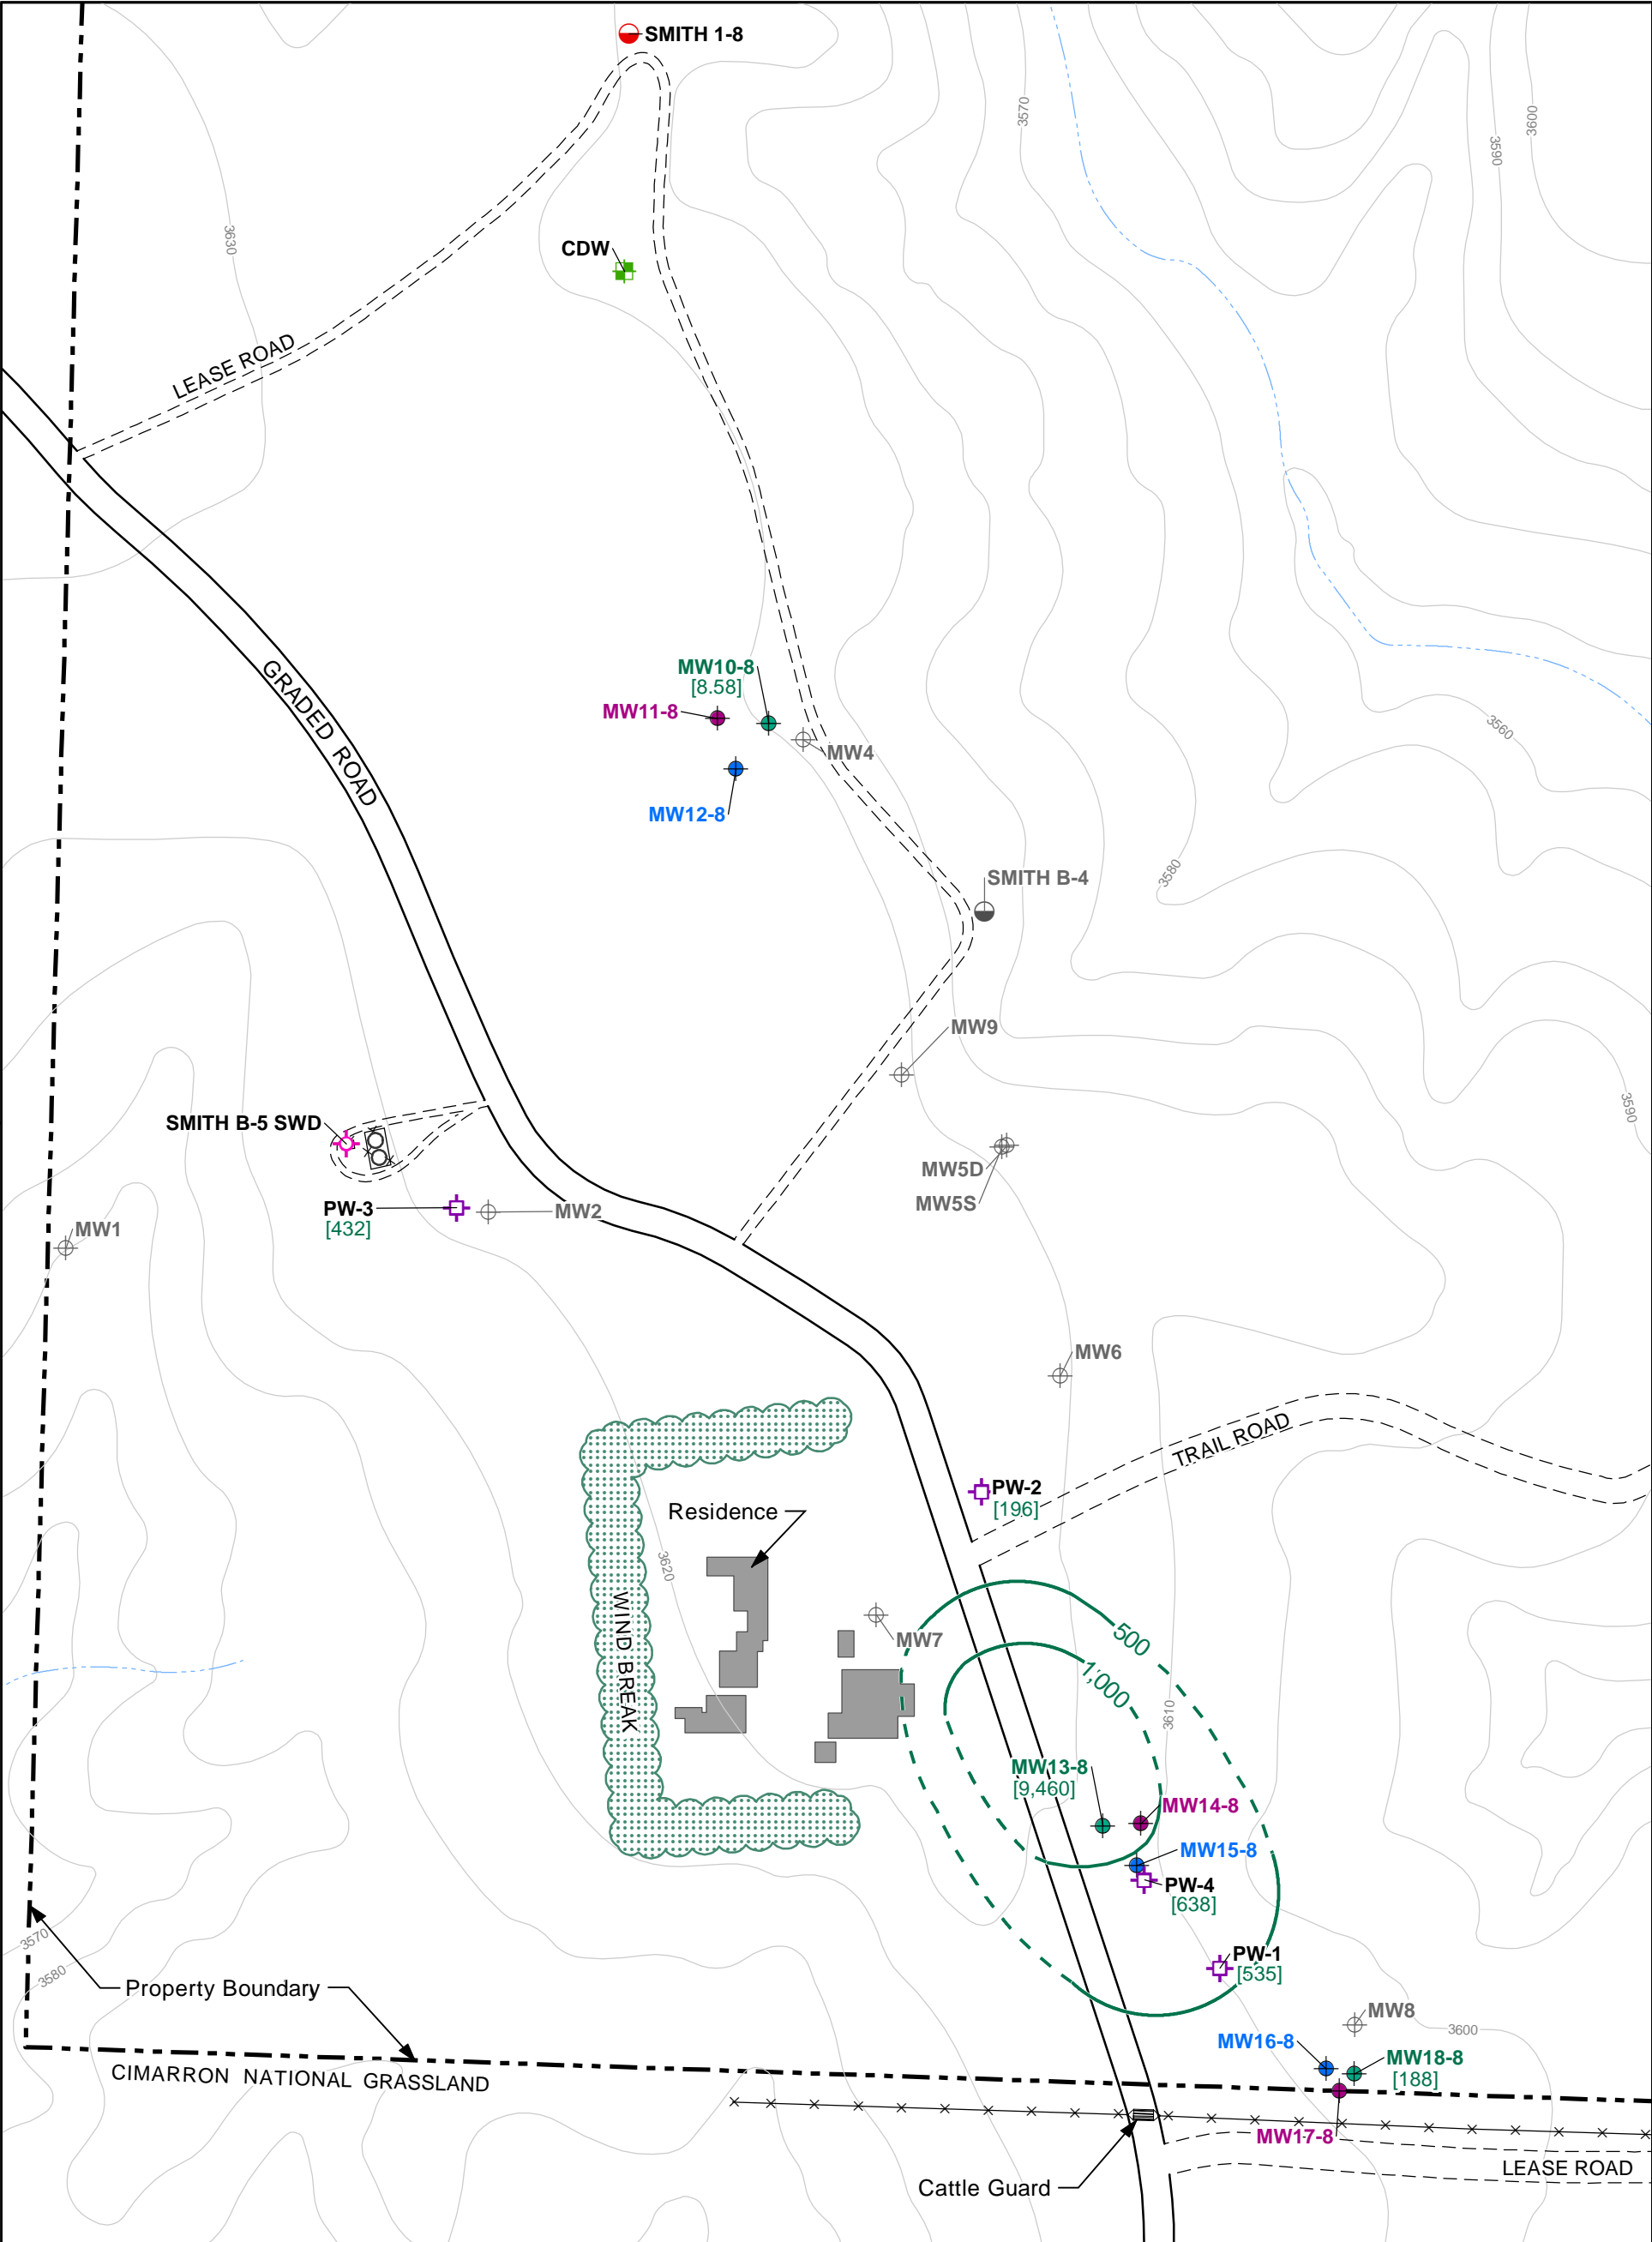 SMITH 1-8
3570
3600
3590
3630
CDW
LEASE ROAD
GRADED ROAD
MW10-8
[8.58]
MW11-8
MW4
MW12-8
3560
3580
SMITH B-4
MW9
3590
SMITH B-5 SWD
MW5D
MW5S
PW-3
[432]
MW2
MW1
MW6
TRAIL ROAD
PW-2
[196]
Residence
3620
WIND BREAK
MW7
500
1,000
3610
MW13-8
[9,460]
MW14-8
MW15-8
PW-4
[638]
PW-1
[535]
3570
3580
Property Boundary
MW8
3600
MW16-8
MW18-8
[188]
CIMARRON NATIONAL GRASSLAND
MW17-8
LEASE ROAD
Cattle Guard